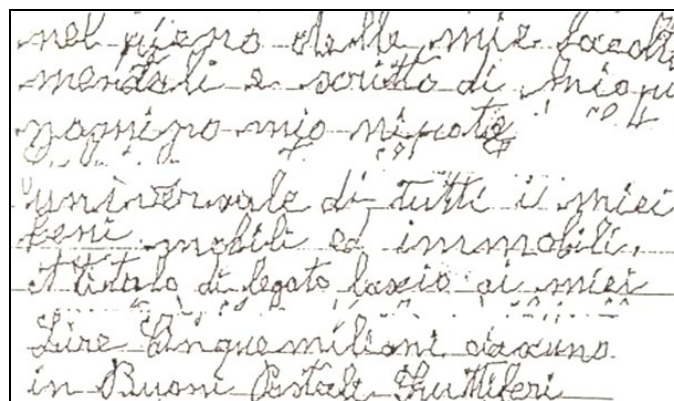 nel pieno delle mie facoltà
mentali e scritto di mio pu
nomino mio nipote
universale di tutti i miei
beni mobili ed immobili.
A titolo di legato lascio ai miei
Lire Cinquemilioni ciascuno
in Buoni Postali Fruttiferi